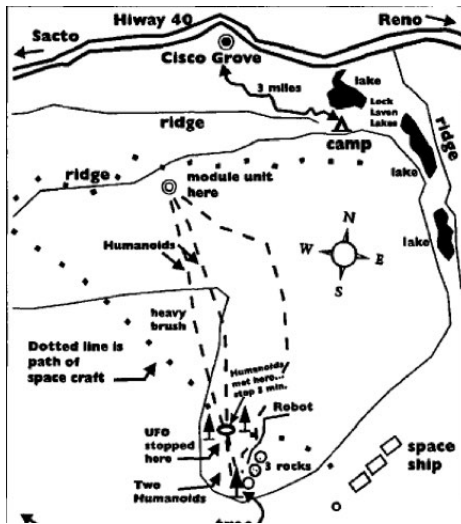 Hiway 40
Reno
Sacto
Cisco Grove
3 miles
lake
Lock
Laven
Lakes
ridge
camp
ridge
ridge
module unit
here
lake
Humanoids
N
W
E
S
lake
heavy
brush
Dotted line is
path of
space craft
Humanoids
met here...
stop 5 min.
Robot
UFO
stopped
here
3 rocks
space
ship
Two
Humanoids